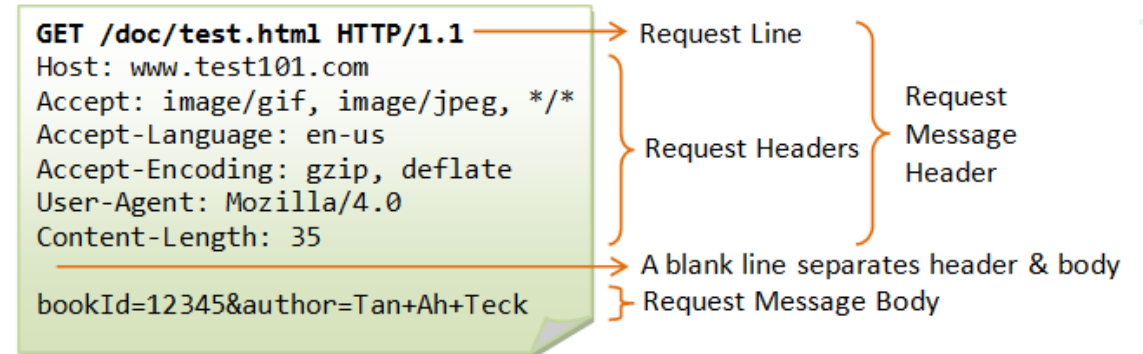 GET /doc/test.html HTTP/1.1
Host: www.test101.com
Accept: image/gif, image/jpeg, */*
Accept-Language: en-us
Accept-Encoding: gzip, deflate
User-Agent: Mozilla/4.0
Content-Length: 35
bookId=12345&author=Tan+Ah+Teck
Request Line
Request Headers
Request
Message
Header
A blank line separates header & body
Request Message Body